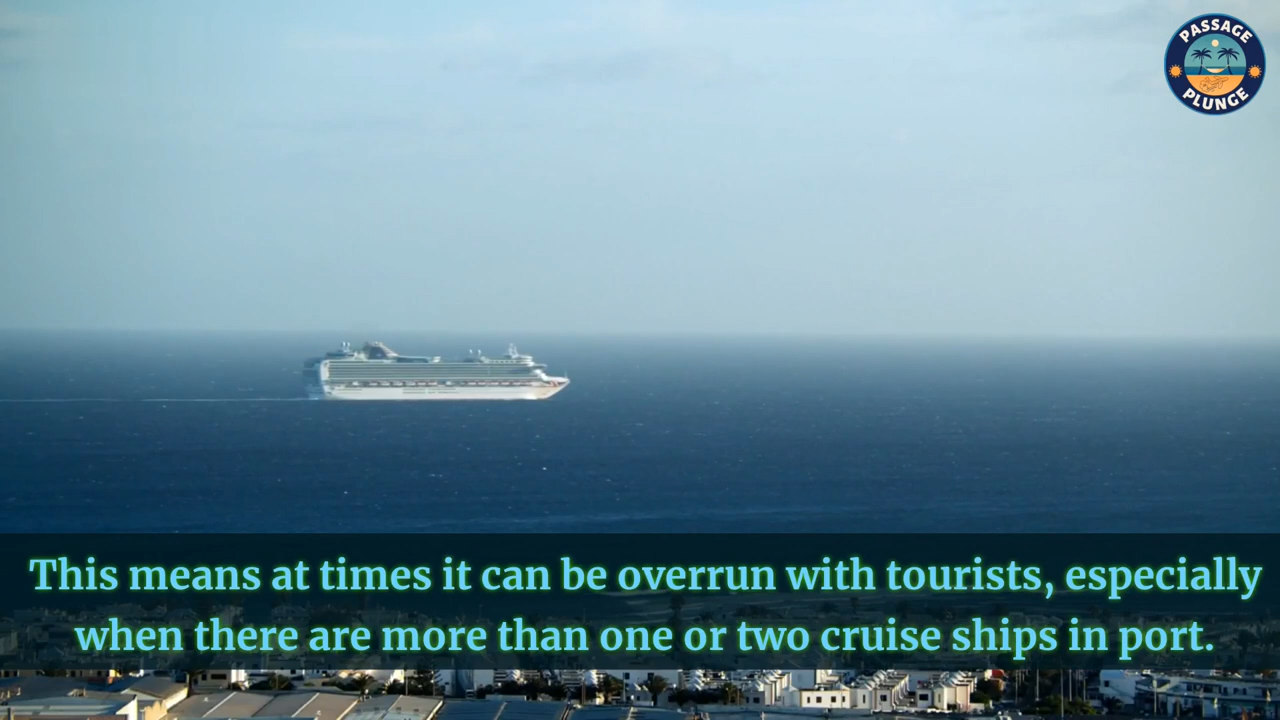 PASSAGE
PLUNGE
This means at times it can be overrun with tourists, especially
when there are more than one or two cruise ships in port.